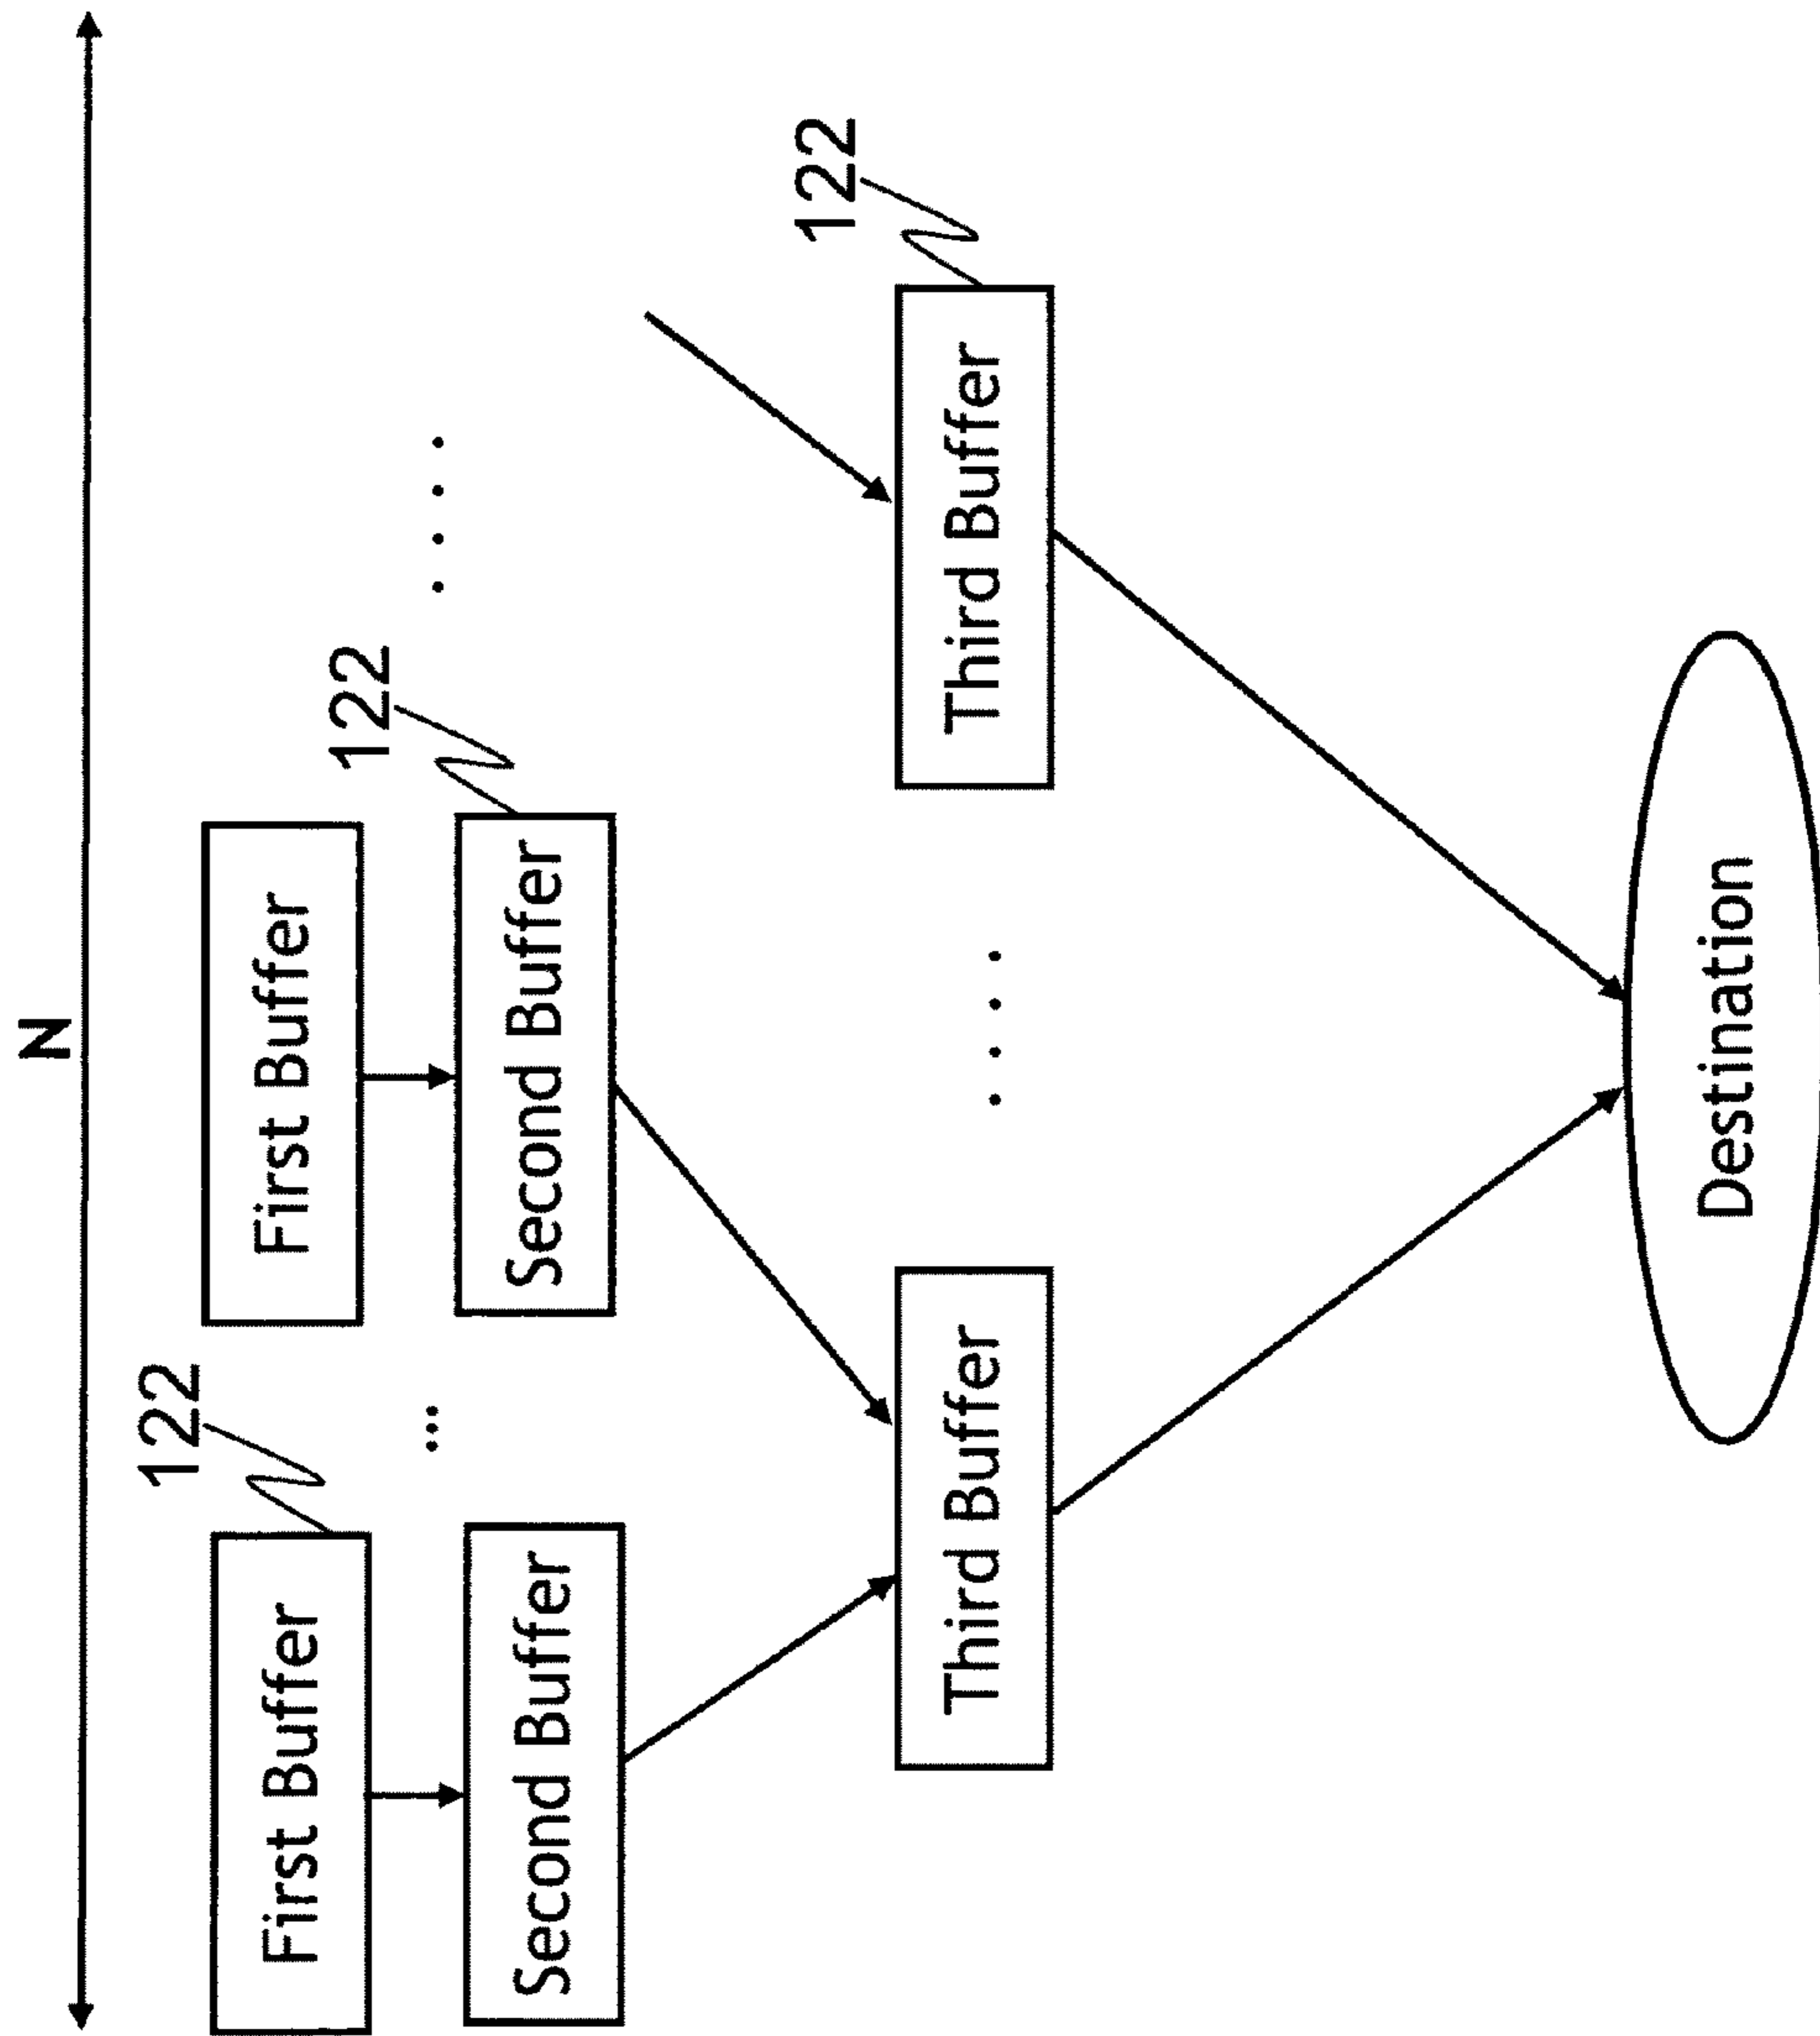 N
122
First Buffer
First Buffer
...
122
Second Buffer
Second Buffer
. . . .
122
Third Buffer
. . . .
Third Buffer
Destination